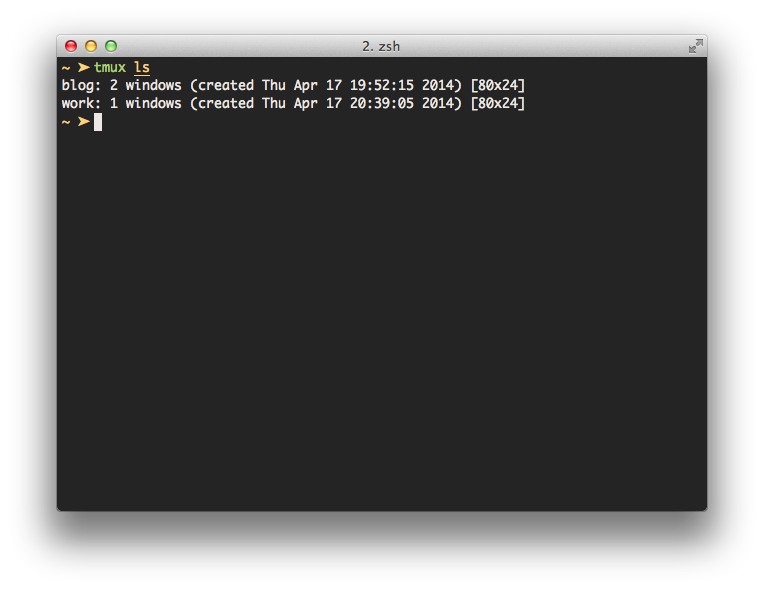 2. zsh
~ ➤ tmux ls
blog: 2 windows (created Thu Apr 17 19:52:15 2014) [80x24]
work: 1 windows (created Thu Apr 17 20:39:05 2014) [80x24]
~ ➤